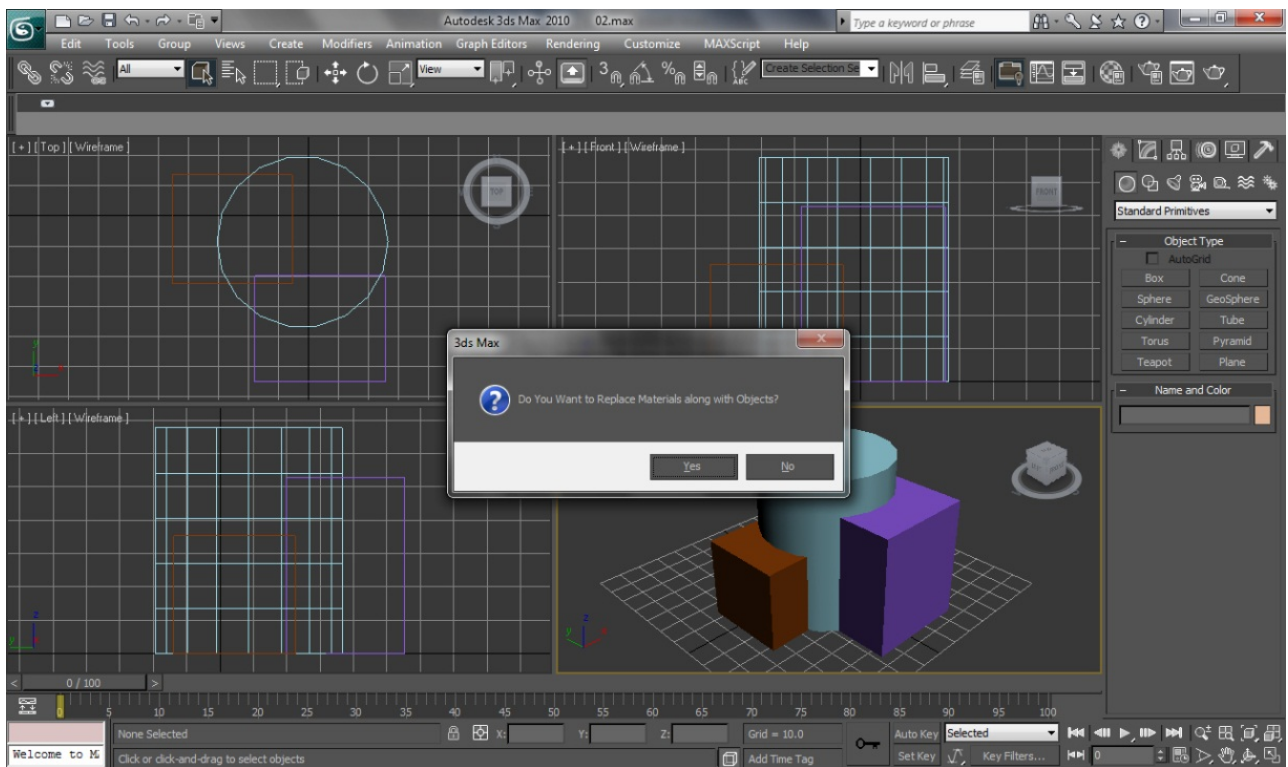 Autodesk 3ds Max 2010 02.max
Type a keyword or phrase
Edit Tools Group Views Create Modifiers Animation Graph Editors Rendering Customize MAXScript Help
All
View
3
%
ABC
Create Selection Se
[ + ] [ Top ] [ Wireframe ]
TOP
[ + ] [ Front ] [ Wireframe ]
FRONT
Standard Primitives
Object Type
AutoGrid
Box Cone
Sphere GeoSphere
Cylinder Tube
Torus Pyramid
Teapot Plane
Name and Color
y
z x
3ds Max
Do You Want to Replace Materials along with Objects?
Yes No
[ + ] [ Left ] [ Wireframe ]
z
y
z
y x
< 0 / 100 >
0 5 10 15 20 25 30 35 40 45 50 55 60 65 70 75 80 85 90 95 100
None Selected X: Y: Z: Grid = 10.0 Auto Key Selected
Welcome to M Click or click-and-drag to select objects Add Time Tag Set Key Key Filters... 0